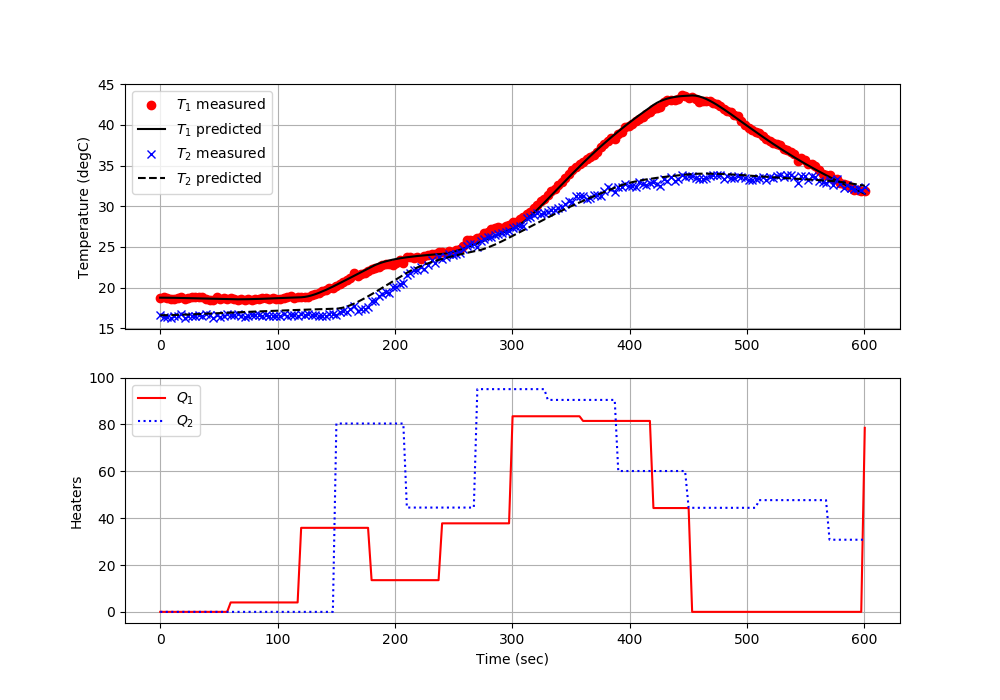 45
40
35
30
25
20
15
Temperature (degC)
T₁ measured
T₁ predicted
T₂ measured
T₂ predicted
0 100 200 300 400 500 600
100
80
60
40
20
0
Heaters
Q₁
Q₂
0 100 200 300 400 500 600
Time (sec)